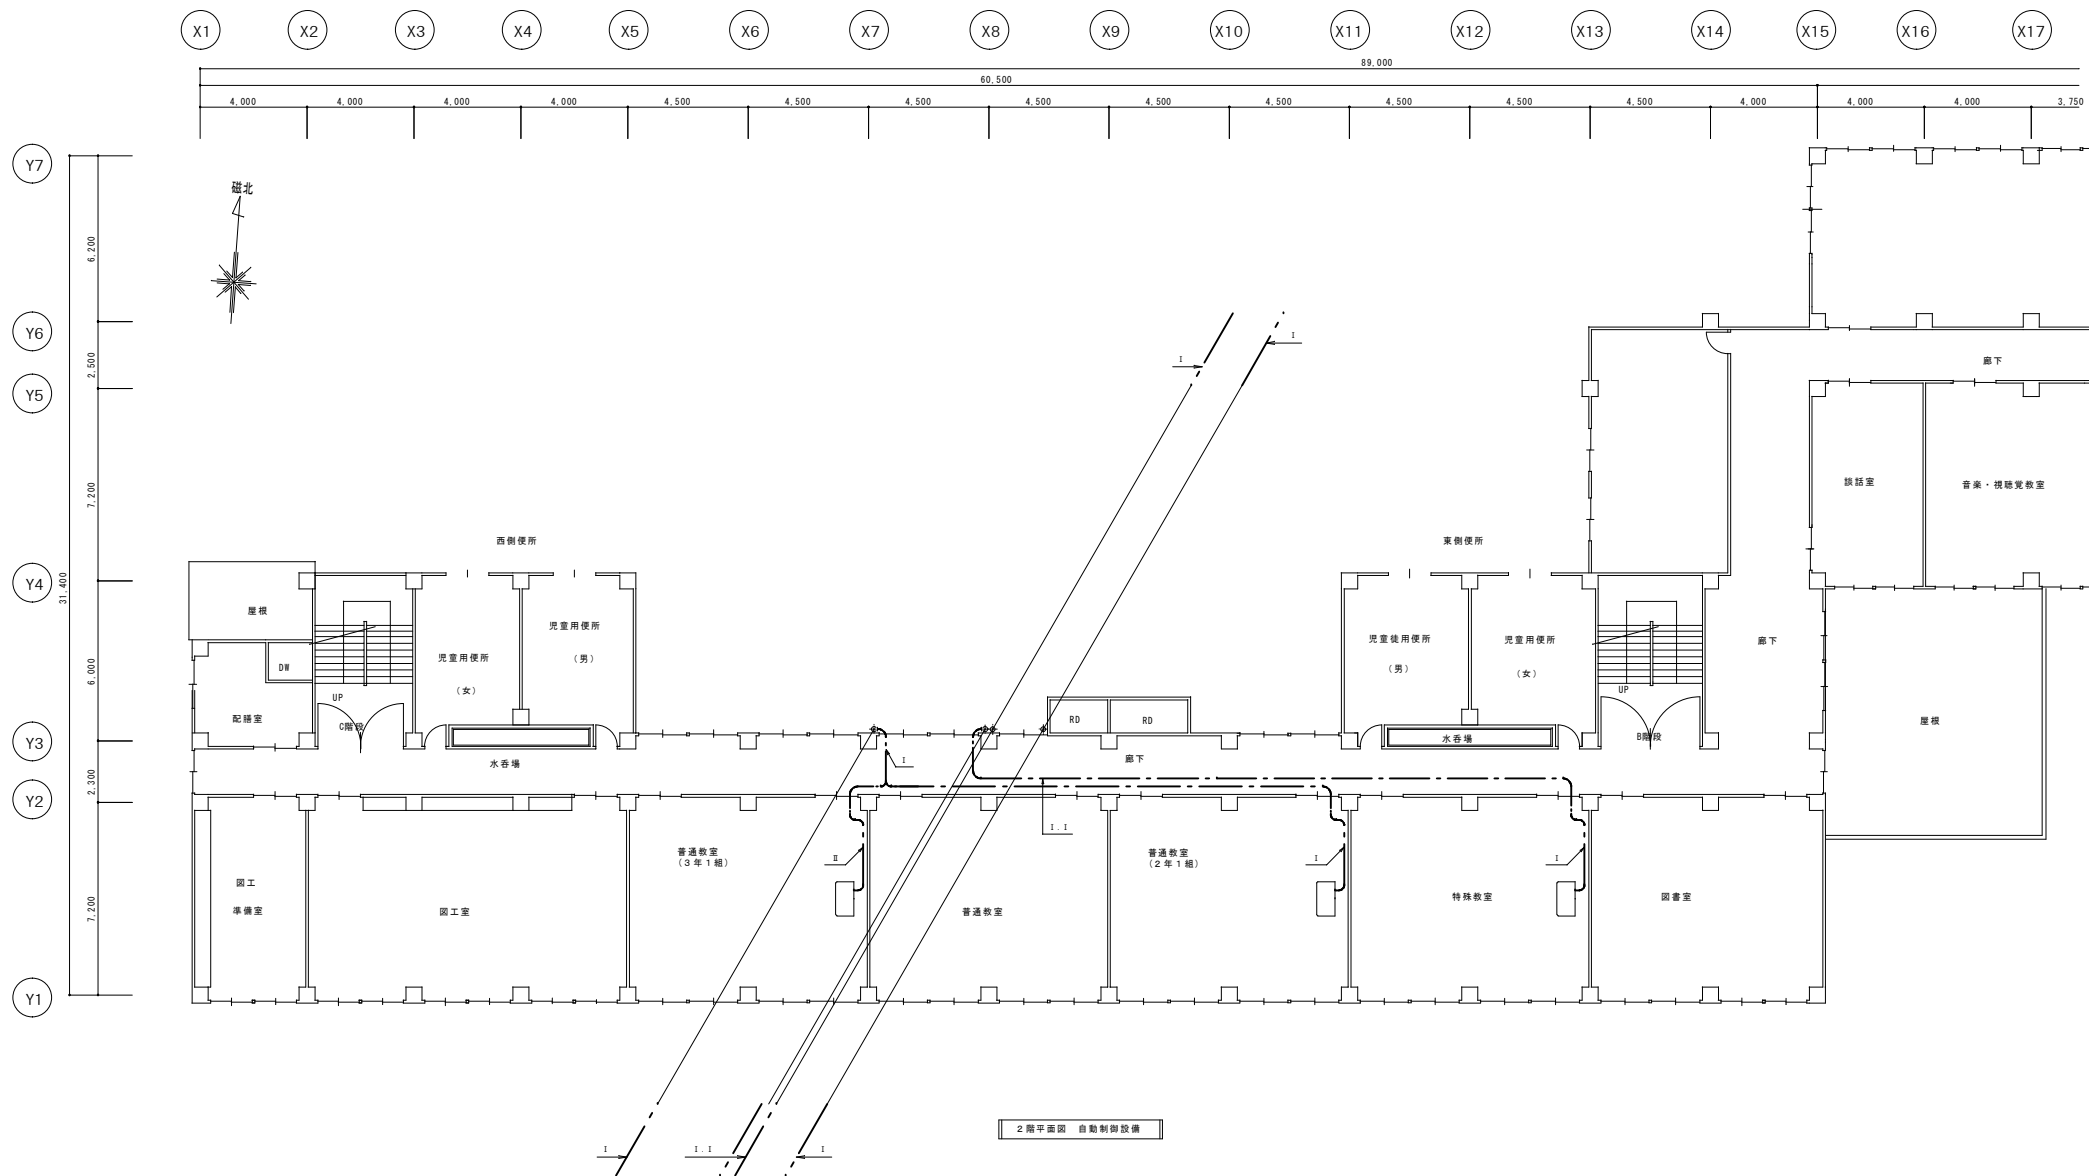 X1 X2 X3 X4 X5 X6 X7 X8 X9 X10 X11 X12 X13 X14 X15 X16 X17
89,000
60,500
4,000 4,000 4,000 4,000 4,500 4,500 4,500 4,500 4,500 4,500 4,500 4,500 4,500 4,000 4,000 4,000 3,750
Y7
磁北
6,200
Y6
I
I
2,500
廊下
Y5
7,200
談話室
音楽・視聴覚教室
西側便所
東側便所
Y4
31,400
屋根
児童用便所
(男)
児童用便所
(女)
児童徒用便所
(男)
児童用便所
(女)
廊下
6,000
DW
UP
UP
配膳室
C階段
RD
RD
B階段
屋根
Y3
水呑場
水呑場
廊下
I
2,300
Y2
I.I
普通教室
(3年1組)
II
普通教室
(2年1組)
I
I
図工
準備室
図工室
普通教室
特殊教室
図書室
7,200
Y1
2階平面図 自動制御設備
I
I.I
I